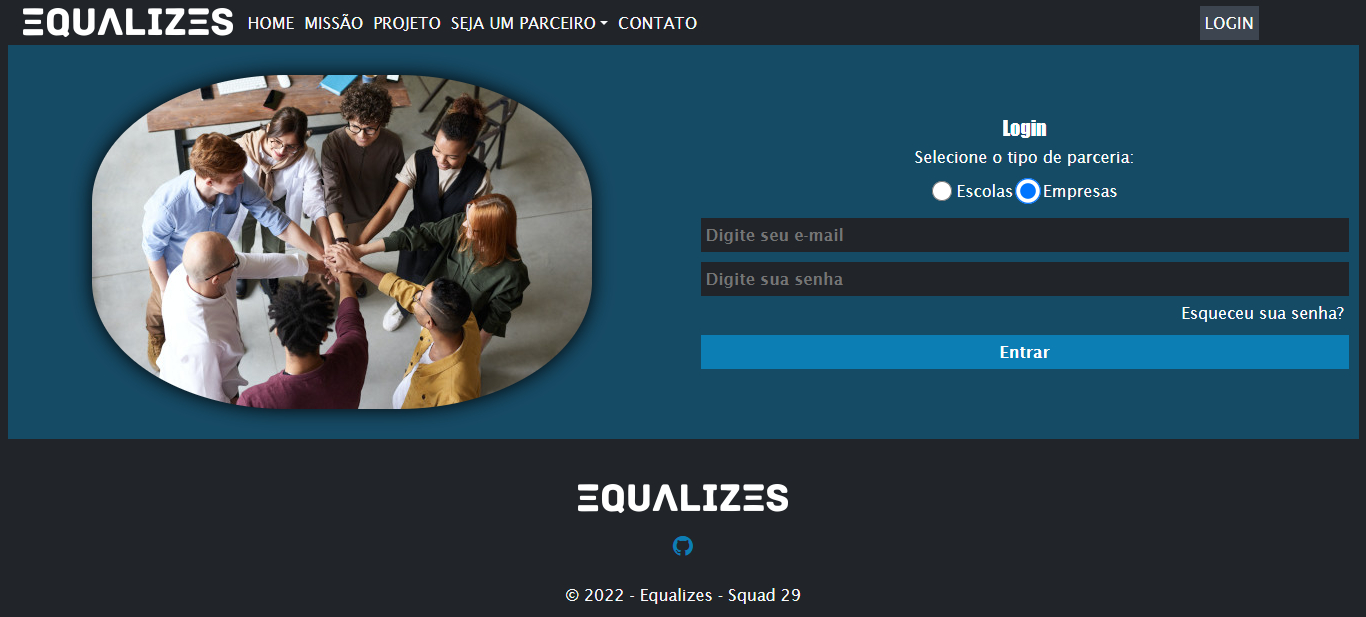 EQUALIZES HOME MISSÃO PROJETO SEJA UM PARCEIRO CONTATO LOGIN
Login
Selecione o tipo de parceria:
Escolas Empresas
Digite seu e-mail
Digite sua senha
Esqueceu sua senha?
Entrar
EQUALIZES
© 2022 - Equalizes - Squad 29